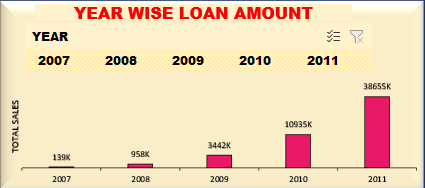 YEAR WISE LOAN AMOUNT
YEAR
2007 2008 2009 2010 2011
TOTAL SALES
139K 958K 3442K 10935K 38655K
2007 2008 2009 2010 2011